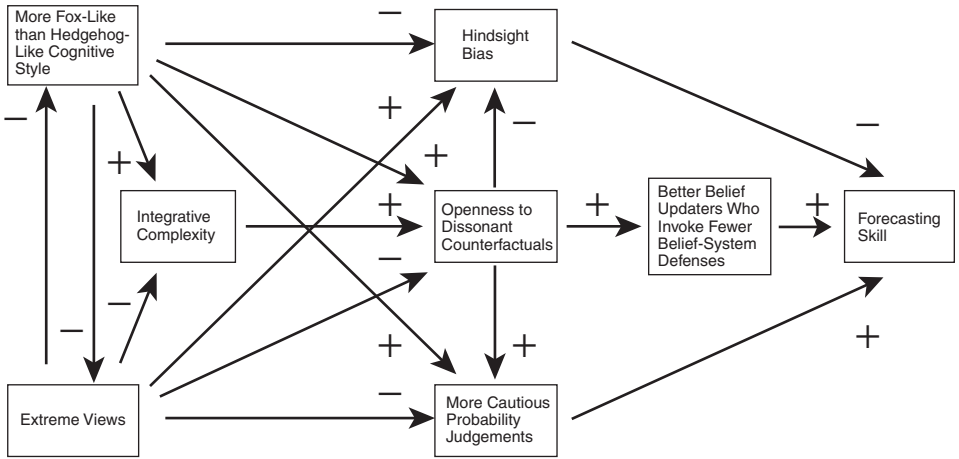 More Fox-Like
than Hedgehog-
Like Cognitive
Style
−
Hindsight
Bias
−
+
−
−
+
+
Integrative
Complexity
+
Openness to
Dissonant
Counterfactuals
+
Better Belief
Updaters Who
Invoke Fewer
Belief-System
Defenses
+
Forecasting
Skill
−
−
−
+
+
+
Extreme Views
−
More Cautious
Probability
Judgements